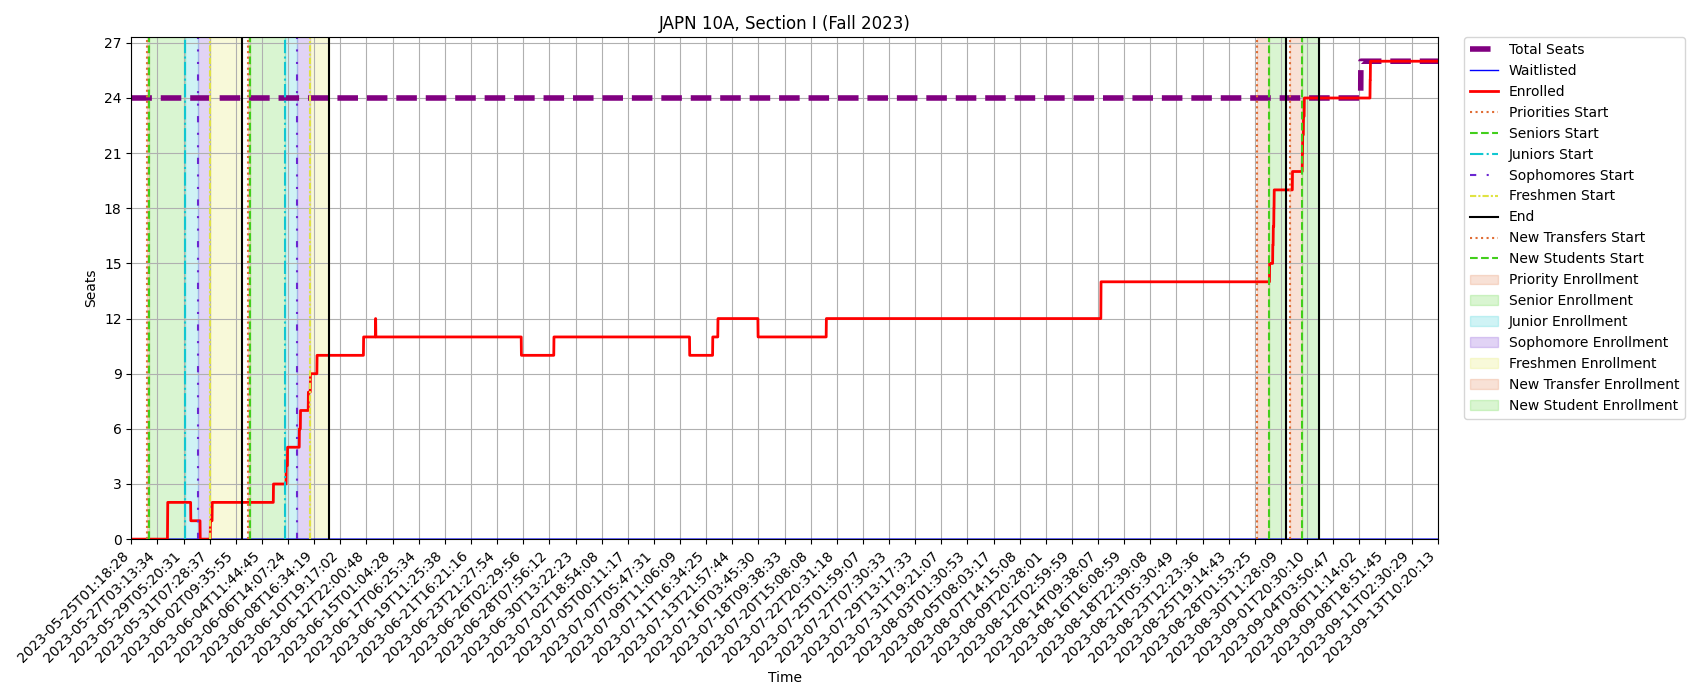 JAPN 10A, Section I (Fall 2023)
Seats
27
24
21
18
15
12
9
6
3
0
2023-05-25T01:18:28
2023-05-27T03:13:34
2023-05-29T05:20:31
2023-05-31T07:28:37
2023-06-02T09:35:55
2023-06-04T11:44:45
2023-06-06T14:07:24
2023-06-08T16:34:19
2023-06-10T19:17:02
2023-06-12T22:00:48
2023-06-15T01:04:28
2023-06-17T06:25:34
2023-06-19T11:25:38
2023-06-21T16:21:16
2023-06-23T21:27:54
2023-06-26T02:29:56
2023-06-28T07:56:12
2023-06-30T13:22:23
2023-07-02T18:54:08
2023-07-05T00:11:17
2023-07-07T05:47:31
2023-07-09T11:06:09
2023-07-11T16:34:25
2023-07-13T21:57:44
2023-07-16T03:45:30
2023-07-18T09:38:33
2023-07-20T15:08:08
2023-07-22T20:31:18
2023-07-25T01:59:07
2023-07-27T07:30:33
2023-07-29T13:17:33
2023-07-31T19:21:07
2023-08-03T01:30:53
2023-08-05T08:03:17
2023-08-07T14:15:08
2023-08-09T20:28:01
2023-08-12T02:59:59
2023-08-14T09:38:07
2023-08-16T16:08:59
2023-08-18T22:39:08
2023-08-21T05:30:49
2023-08-23T12:23:36
2023-08-25T19:14:43
2023-08-28T01:53:25
2023-08-30T11:28:09
2023-09-01T20:30:10
2023-09-04T03:50:47
2023-09-06T11:14:02
2023-09-08T18:51:45
2023-09-11T02:30:29
2023-09-13T10:20:13
Time
Total Seats
Waitlisted
Enrolled
Priorities Start
Seniors Start
Juniors Start
Sophomores Start
Freshmen Start
End
New Transfers Start
New Students Start
Priority Enrollment
Senior Enrollment
Junior Enrollment
Sophomore Enrollment
Freshmen Enrollment
New Transfer Enrollment
New Student Enrollment